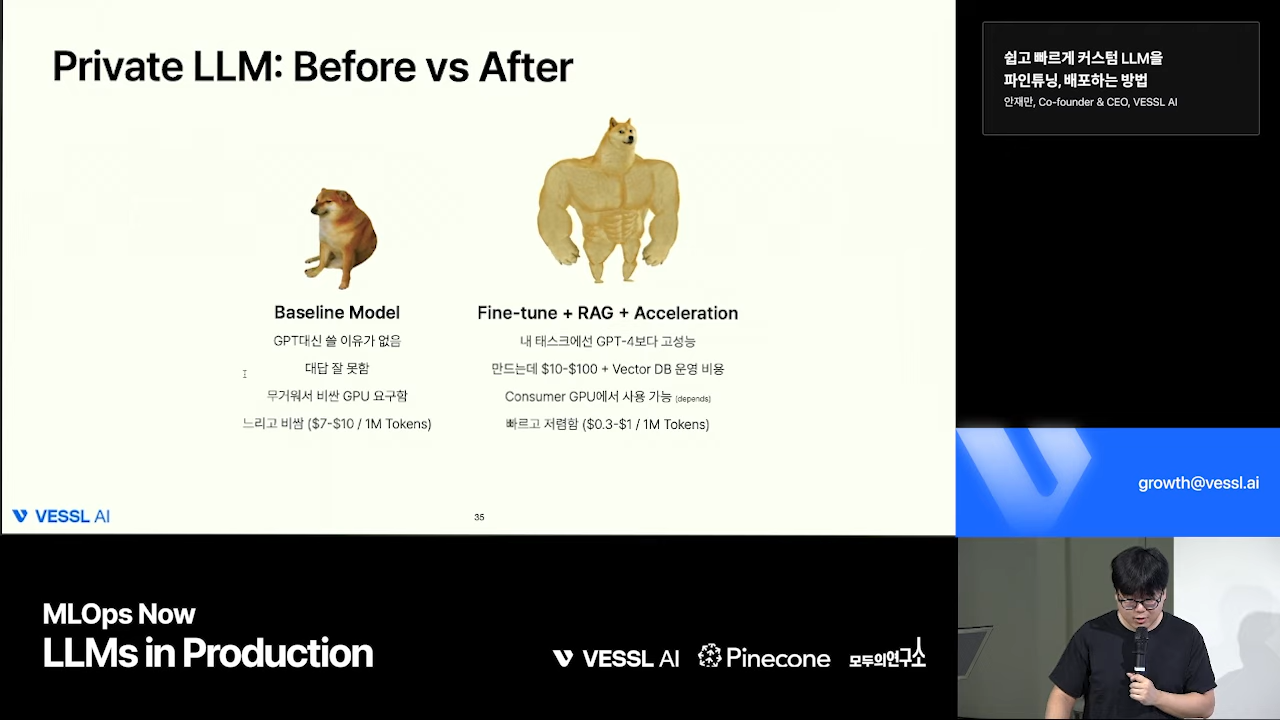 Private LLM: Before vs After
Baseline Model
GPT대신 쓸 이유가 없음
대답 잘 못함
무거워서 비싼 GPU 요구함
느리고 비쌈 ($7-$10 / 1M Tokens)
Fine-tune + RAG + Acceleration
내 태스크에선 GPT-4보다 고성능
만드는데 $10-$100 + Vector DB 운영 비용
Consumer GPU에서 사용 가능 (depends)
빠르고 저렴함 ($0.3-$1 / 1M Tokens)
VESSL AI
35
쉽고 빠르게 커스텀 LLM을
파인튜닝, 배포하는 방법
안재만, Co-founder & CEO, VESSL AI
growth@vessl.ai
MLOps Now
LLMs in Production
VESSL AI
Pinecone
모두의연구소